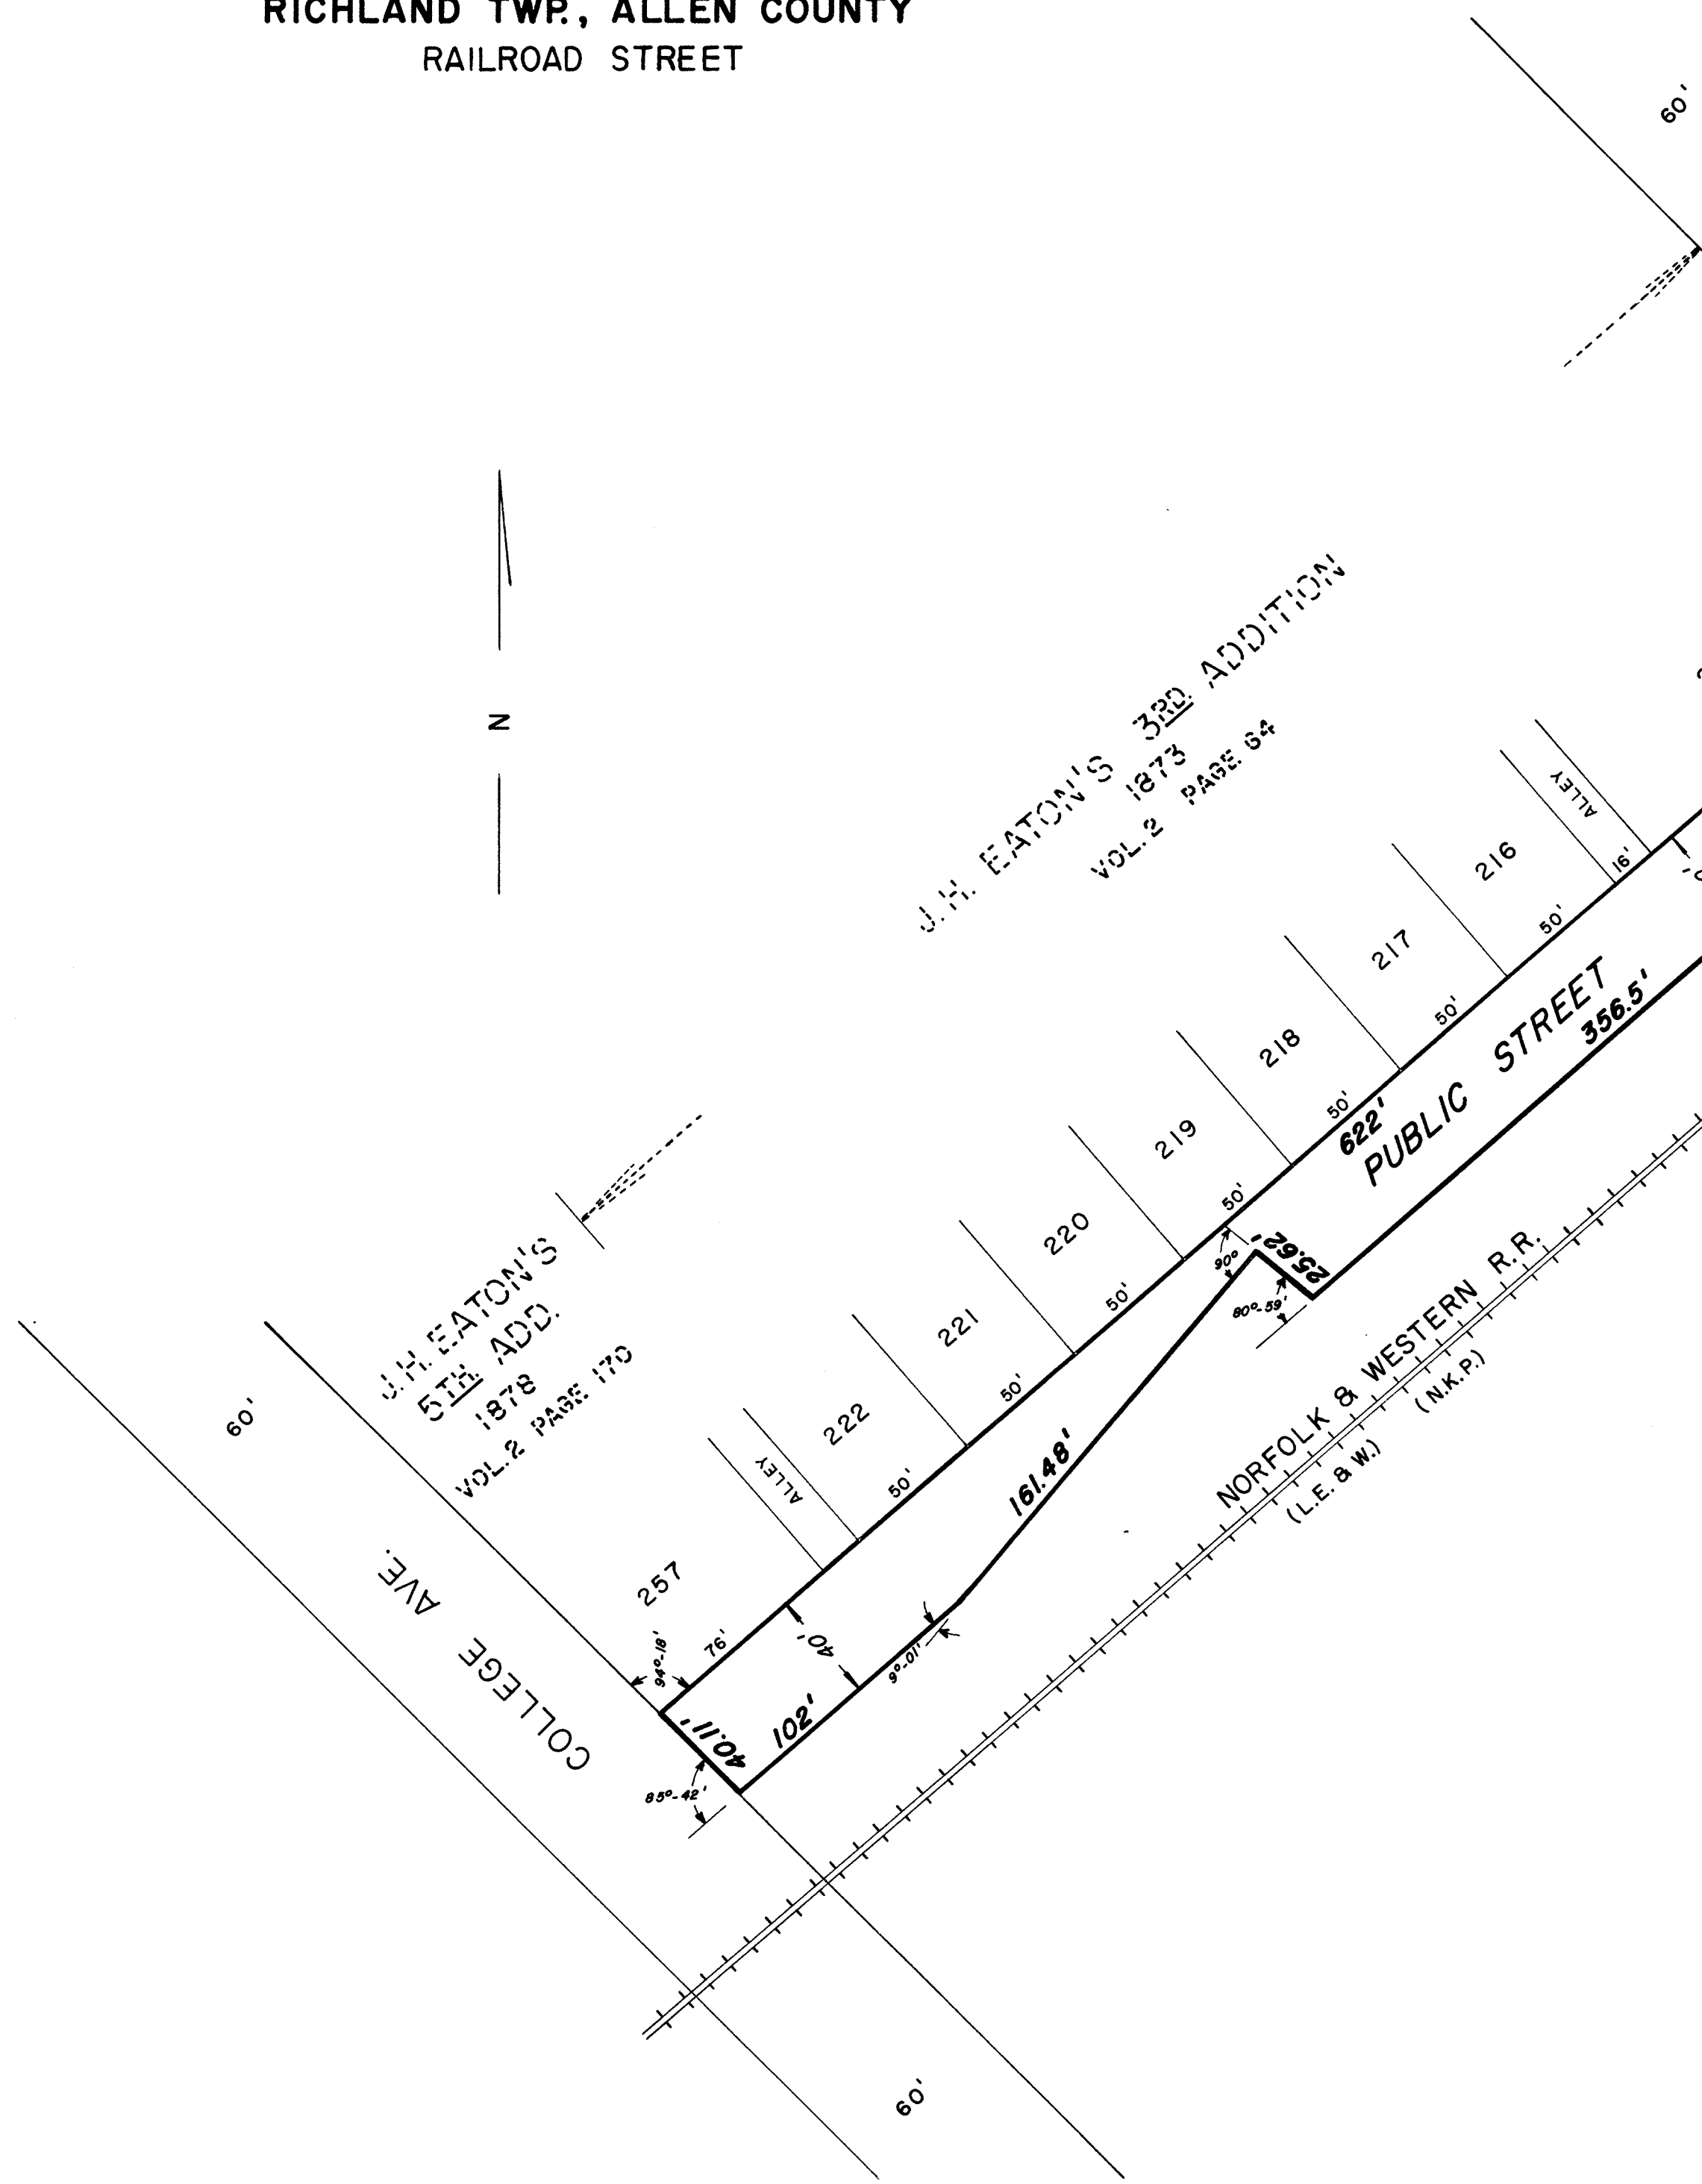 RICHLAND TWP., ALLEN COUNTY
RAILROAD STREET
60'
N
J.H. EATON'S 3RD. ADDITION
1873
VOL. 2 PAGE 64
ALLEY
16'
216
50'
217
50'
218
50'
219
50'
220
50'
221
50'
222
50'
ALLEY
257
76'
622'
PUBLIC STREET
356.5'
25.62'
90°
80°-59'
161.48'
NORFOLK & WESTERN R.R.
(L.E. & W.)
(N.K.P.)
J.H. EATON'S
5TH. ADD.
1878
VOL. 2 PAGE 170
60'
COLLEGE AVE.
94°-18'
40'
9°-01'
102'
40.11'
85°-42'
60'